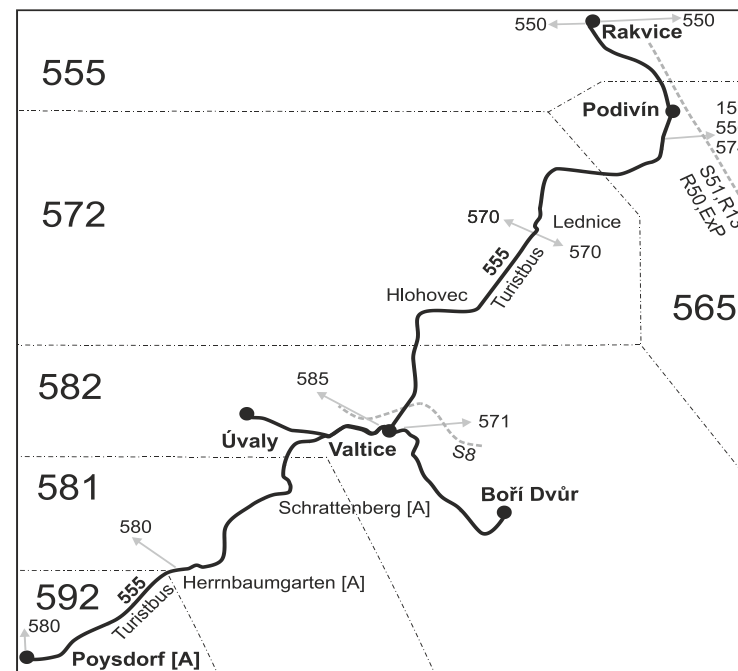 550
550
Rakvice
555
Podivín
15
55
57
S51,R13
R50,ExP
572
570
Lednice
570
555
Turistbus
Hlohovec
565
582
585
571
Úvaly
Valtice
S8
581
Boří Dvůr
Schrattenberg [A]
580
Herrnbaumgarten [A]
592
555
Turistbus
580
Poysdorf [A]